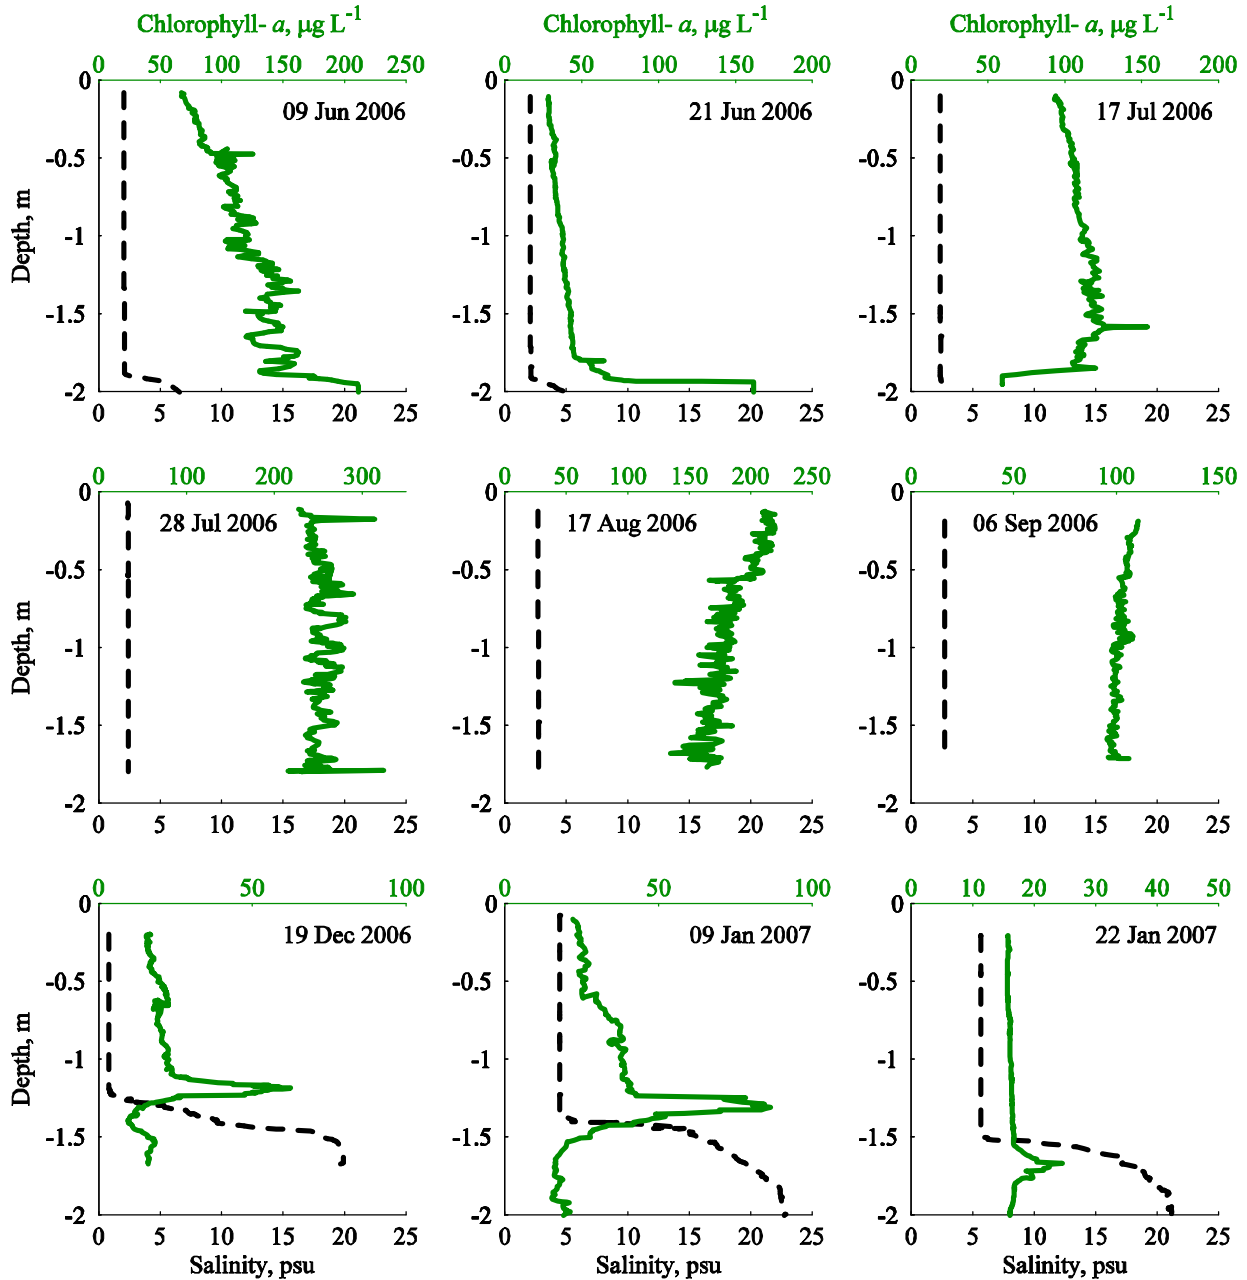 Chlorophyll- a, μg L⁻¹ Chlorophyll- a, μg L⁻¹ Chlorophyll- a, μg L⁻¹
0 50 100 150 200 250 0 50 100 150 200 0 50 100 150 200
0 0 0
09 Jun 2006 21 Jun 2006 17 Jul 2006
-0.5 -0.5 -0.5
Depth, m
-1 -1 -1
-1.5 -1.5 -1.5
-2 -2 -2
0 5 10 15 20 25 0 5 10 15 20 25 0 5 10 15 20 25
0 100 200 300 0 50 100 150 200 250 0 50 100 150
0 0 0
28 Jul 2006 17 Aug 2006 06 Sep 2006
-0.5 -0.5 -0.5
Depth, m
-1 -1 -1
-1.5 -1.5 -1.5
-2 -2 -2
0 5 10 15 20 25 0 5 10 15 20 25 0 5 10 15 20 25
0 50 100 0 50 100 0 10 20 30 40 50
0 0 0
19 Dec 2006 09 Jan 2007 22 Jan 2007
-0.5 -0.5 -0.5
Depth, m
-1 -1 -1
-1.5 -1.5 -1.5
-2 -2 -2
0 5 10 15 20 25 0 5 10 15 20 25 0 5 10 15 20 25
Salinity, psu Salinity, psu Salinity, psu